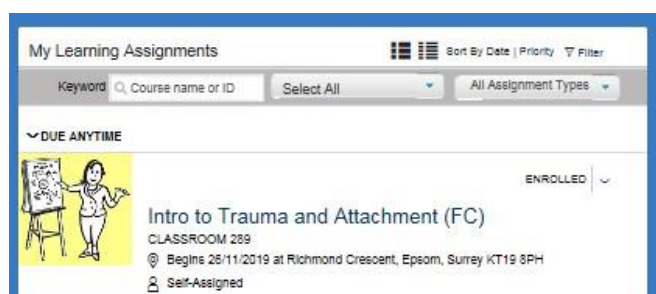 My Learning Assignments Sort By Date | Priority Filter
Keyword Course name or ID Select All All Assignment Types
DUE ANYTIME
ENROLLED
Intro to Trauma and Attachment (FC)
CLASSROOM 289
Begins 26/11/2019 at Richmond Crescent, Epsom, Surrey KT19 8PH
Self-Assigned